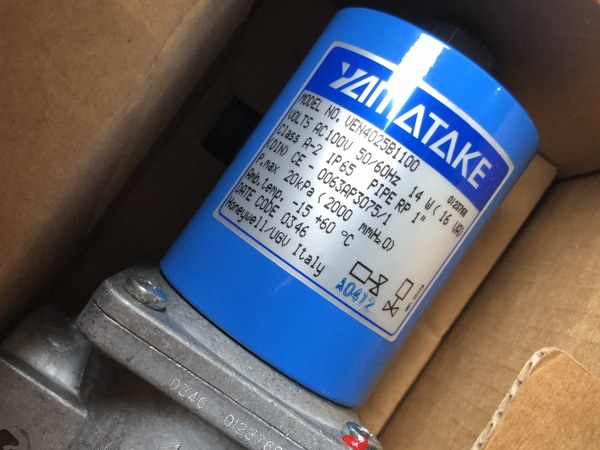 YAMATAKE
MODEL NO. VEN4025B1100
VOLTS AC100V 50/60Hz 14 W (16 VA)
Class A-2 IP65 PIPE RP 1"
(DIN) CE - 0063AP3075/1
P.max 20kPa (2000 mmH2O)
Amb.temp. -15 +60 °C
DATE CODE 0346
Honeywell/UGV Italy
A0412
0346